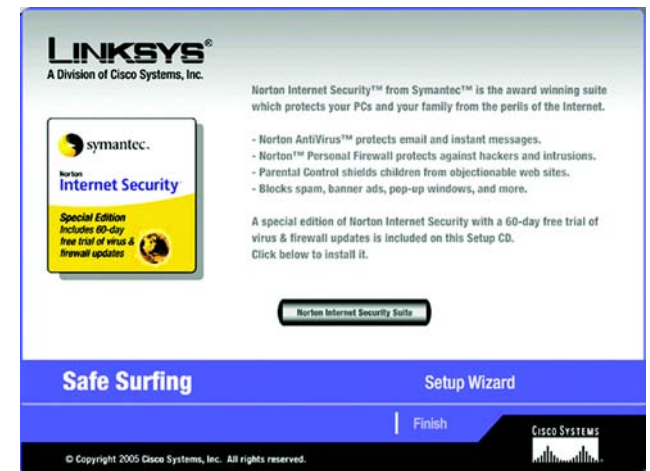 LINKSYS®
A Division of Cisco Systems, Inc.
Norton Internet Security™ from Symantec™ is the award winning suite
which protects your PCs and your family from the perils of the Internet.
- Norton AntiVirus™ protects email and instant messages.
- Norton™ Personal Firewall protects against hackers and intrusions.
- Parental Control shields children from objectionable web sites.
- Blocks spam, banner ads, pop-up windows, and more.
A special edition of Norton Internet Security with a 60-day free trial of
virus & firewall updates is included on this Setup CD.
Click below to install it.
symantec.
Norton
Internet Security
Special Edition
Includes 60-day
free trial of virus &
firewall updates
Norton Internet Security Suite
Safe Surfing
Setup Wizard
Finish
CISCO SYSTEMS
© Copyright 2005 Cisco Systems, Inc. All rights reserved.